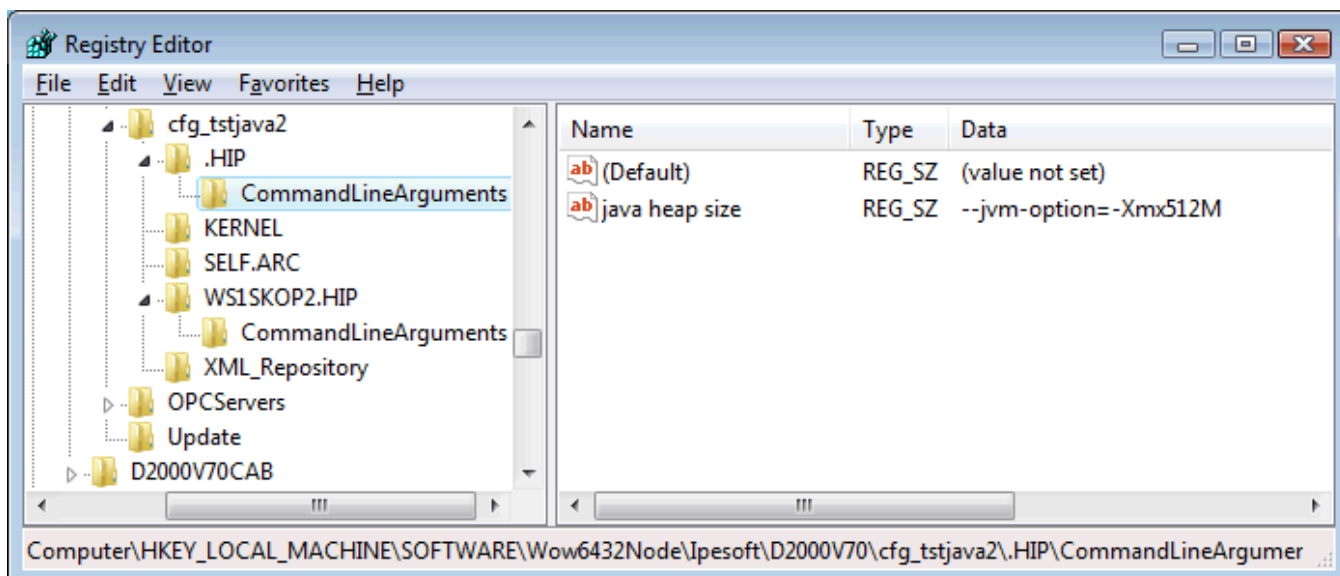 Registry Editor
File Edit View Favorites Help
cfg_tstjava2
.HIP
CommandLineArguments
KERNEL
SELF.ARC
WS1SKOP2.HIP
CommandLineArguments
XML_Repository
OPCServers
Update
D2000V70CAB
Name Type Data
ab (Default) REG_SZ (value not set)
ab java heap size REG_SZ --jvm-option=-Xmx512M
Computer\HKEY_LOCAL_MACHINE\SOFTWARE\Wow6432Node\Ipesoft\D2000V70\cfg_tstjava2\.HIP\CommandLineArgumer